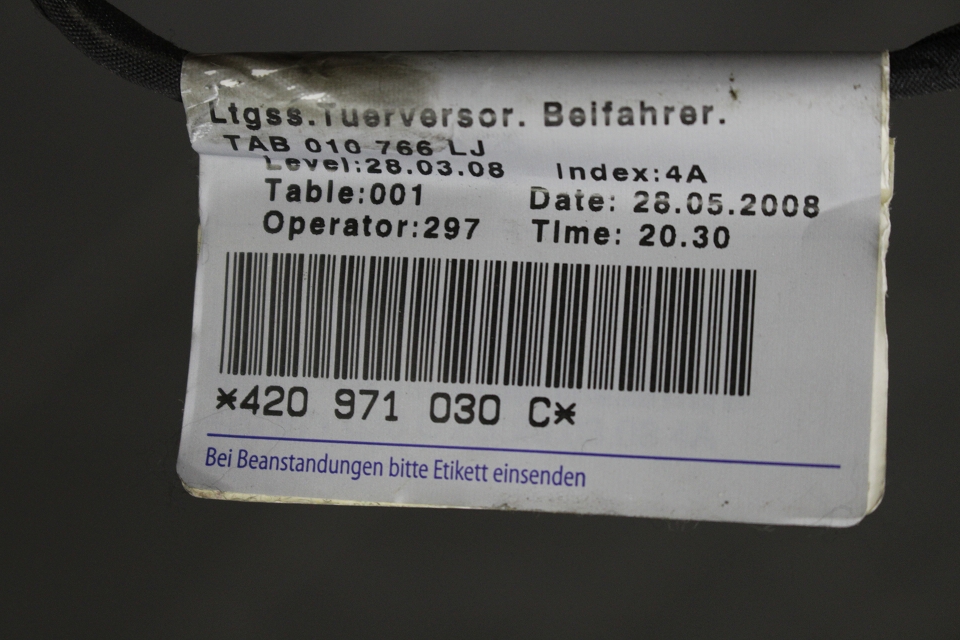 Ltgss.Tuerversor. Beifahrer.
TAB 010 766 LJ
Level:28.03.08 Index:4A
Table:001 Date: 28.05.2008
Operator:297 Time: 20.30
*420 971 030 C*
Bei Beanstandungen bitte Etikett einsenden